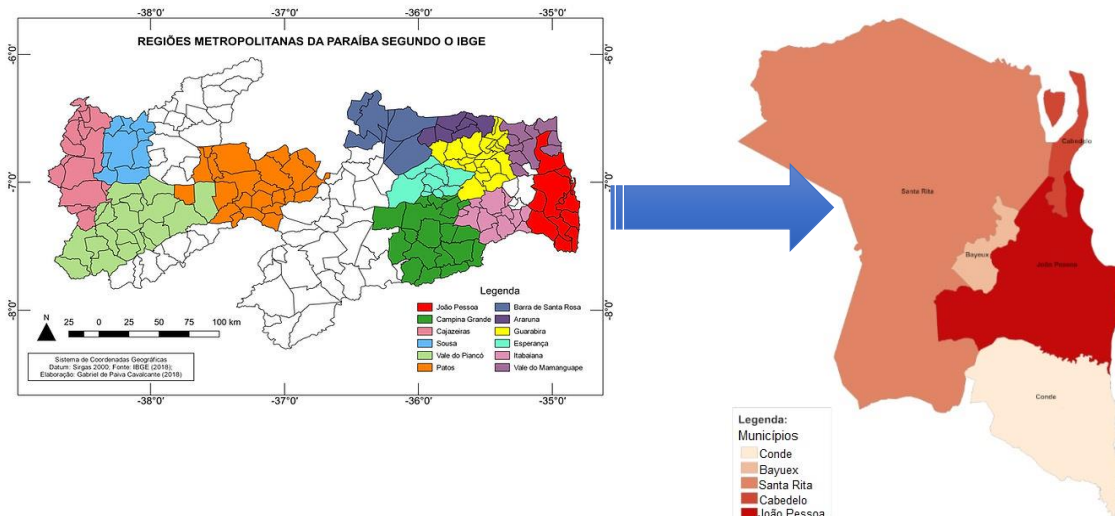 -38°0'
-37°0'
-36°0'
-35°0'
REGIÕES METROPOLITANAS DA PARAÍBA SEGUNDO O IBGE
-6°0'
-6°0'
-7°0'
-7°0'
-8°0'
-8°0'
Legenda
João Pessoa
Campina Grande
Cajazeiras
Sousa
Vale do Piancó
Patos
Barra de Santa Rosa
Araruna
Guarabira
Esperança
Itabaiana
Vale do Mamanguape
N
25 0 25 50 75 100 km
Sistema de Coordenadas Geográficas
Datum: Sirgas 2000; Fonte: IBGE (2018);
Elaboração: Gabriel de Paiva Cavalcante (2018)
-38°0'
-37°0'
-36°0'
-35°0'
Cabedelo
Santa Rita
Bayeux
João Pessoa
Conde
Legenda:
Municípios
Conde
Bayuex
Santa Rita
Cabedelo
João Pessoa